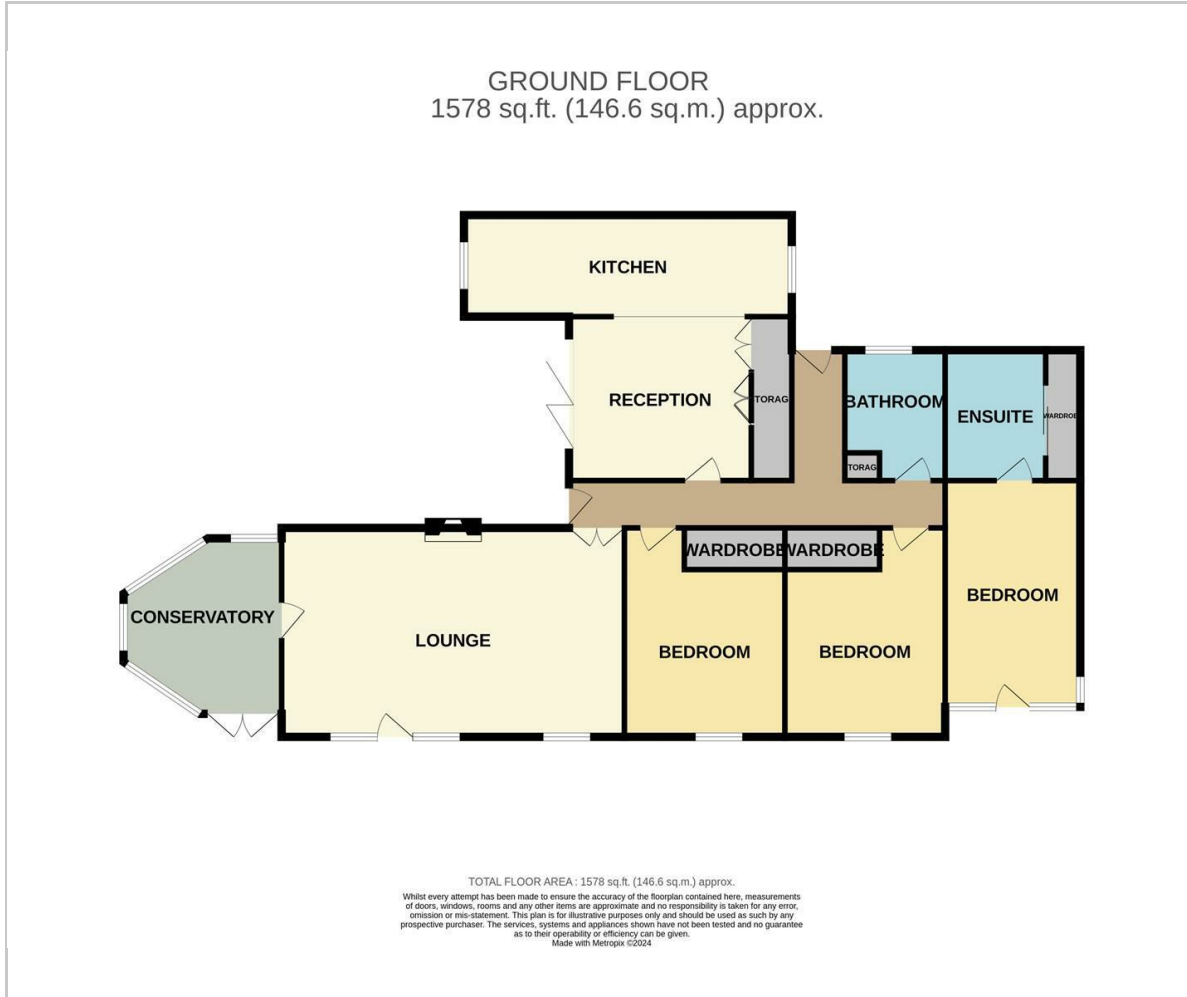 GROUND FLOOR
1578 sq.ft. (146.6 sq.m.) approx.
KITCHEN
RECEPTION
TORAG
BATHROOM
ENSUITE
WARDROBE
TORAG
WARDROBE
WARDROBE
CONSERVATORY
LOUNGE
BEDROOM
BEDROOM
BEDROOM
TOTAL FLOOR AREA : 1578 sq.ft. (146.6 sq.m.) approx.
Whilst every attempt has been made to ensure the accuracy of the floorplan contained here, measurements
of doors, windows, rooms and any other items are approximate and no responsibility is taken for any error,
omission or mis-statement. This plan is for illustrative purposes only and should be used as such by any
prospective purchaser. The services, systems and appliances shown have not been tested and no guarantee
as to their operability or efficiency can be given.
Made with Metropix ©2024